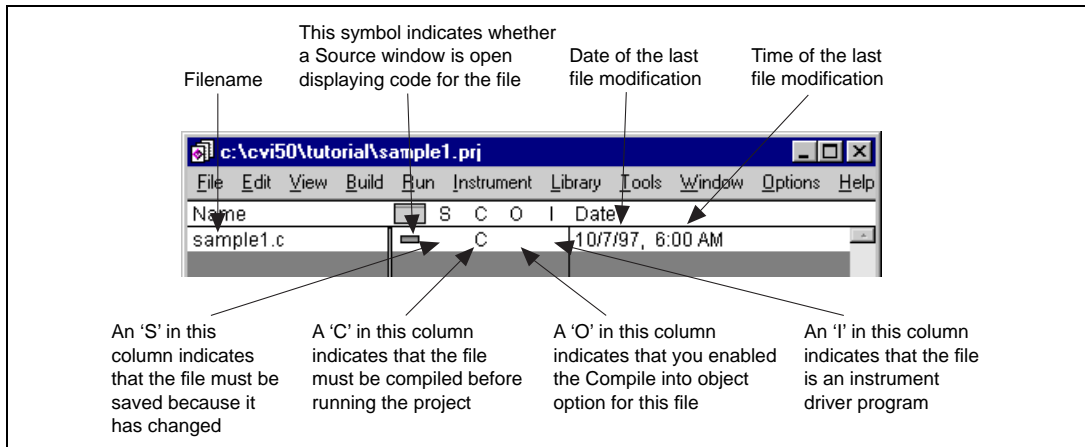 This symbol indicates whether
a Source window is open
displaying code for the file
Date of the last
file modification
Time of the last
file modification
Filename
c:\cvi50\tutorial\sample1.prj
File Edit View Build Run Instrument Library Tools Window Options Help
Name S C O I Date
sample1.c C 10/7/97, 6:00 AM
An ‘S’ in this
column indicates
that the file must be
saved because it
has changed
A ‘C’ in this column
indicates that the file
must be compiled before
running the project
A ‘O’ in this column
indicates that you enabled
the Compile into object
option for this file
An ‘I’ in this column
indicates that the file
is an instrument
driver program